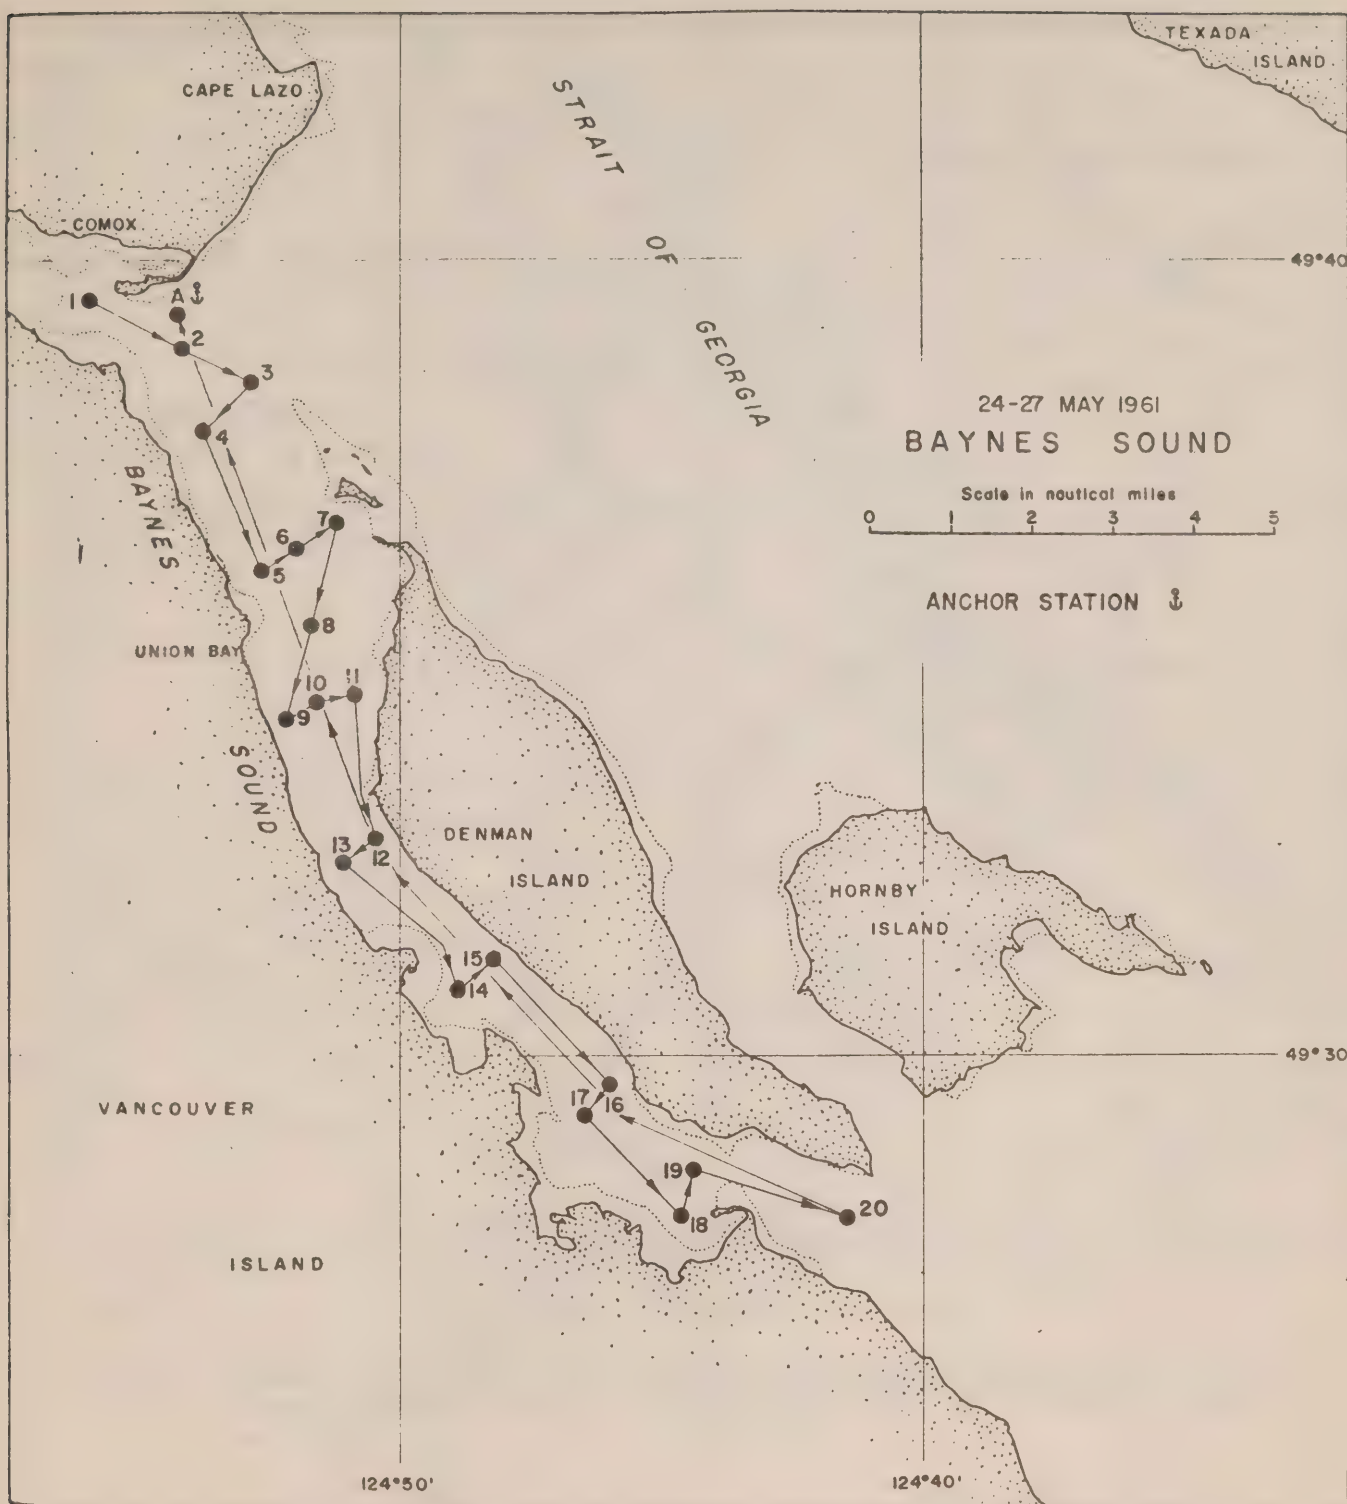 TEXADA
ISLAND
CAPE LAZO
STRAIT
OF
GEORGIA
COMOX
49°40
1
A
2
3
4
24-27 MAY 1961
BAYNES SOUND
Scale in nautical miles
0 1 2 3 4 5
ANCHOR STATION
BAYNES
SOUND
7
6
5
8
UNION BAY
10
11
9
DENMAN
ISLAND
13
12
HORNBY
ISLAND
15
14
49°30
VANCOUVER
ISLAND
17
16
19
18
20
124°50'
124°40'